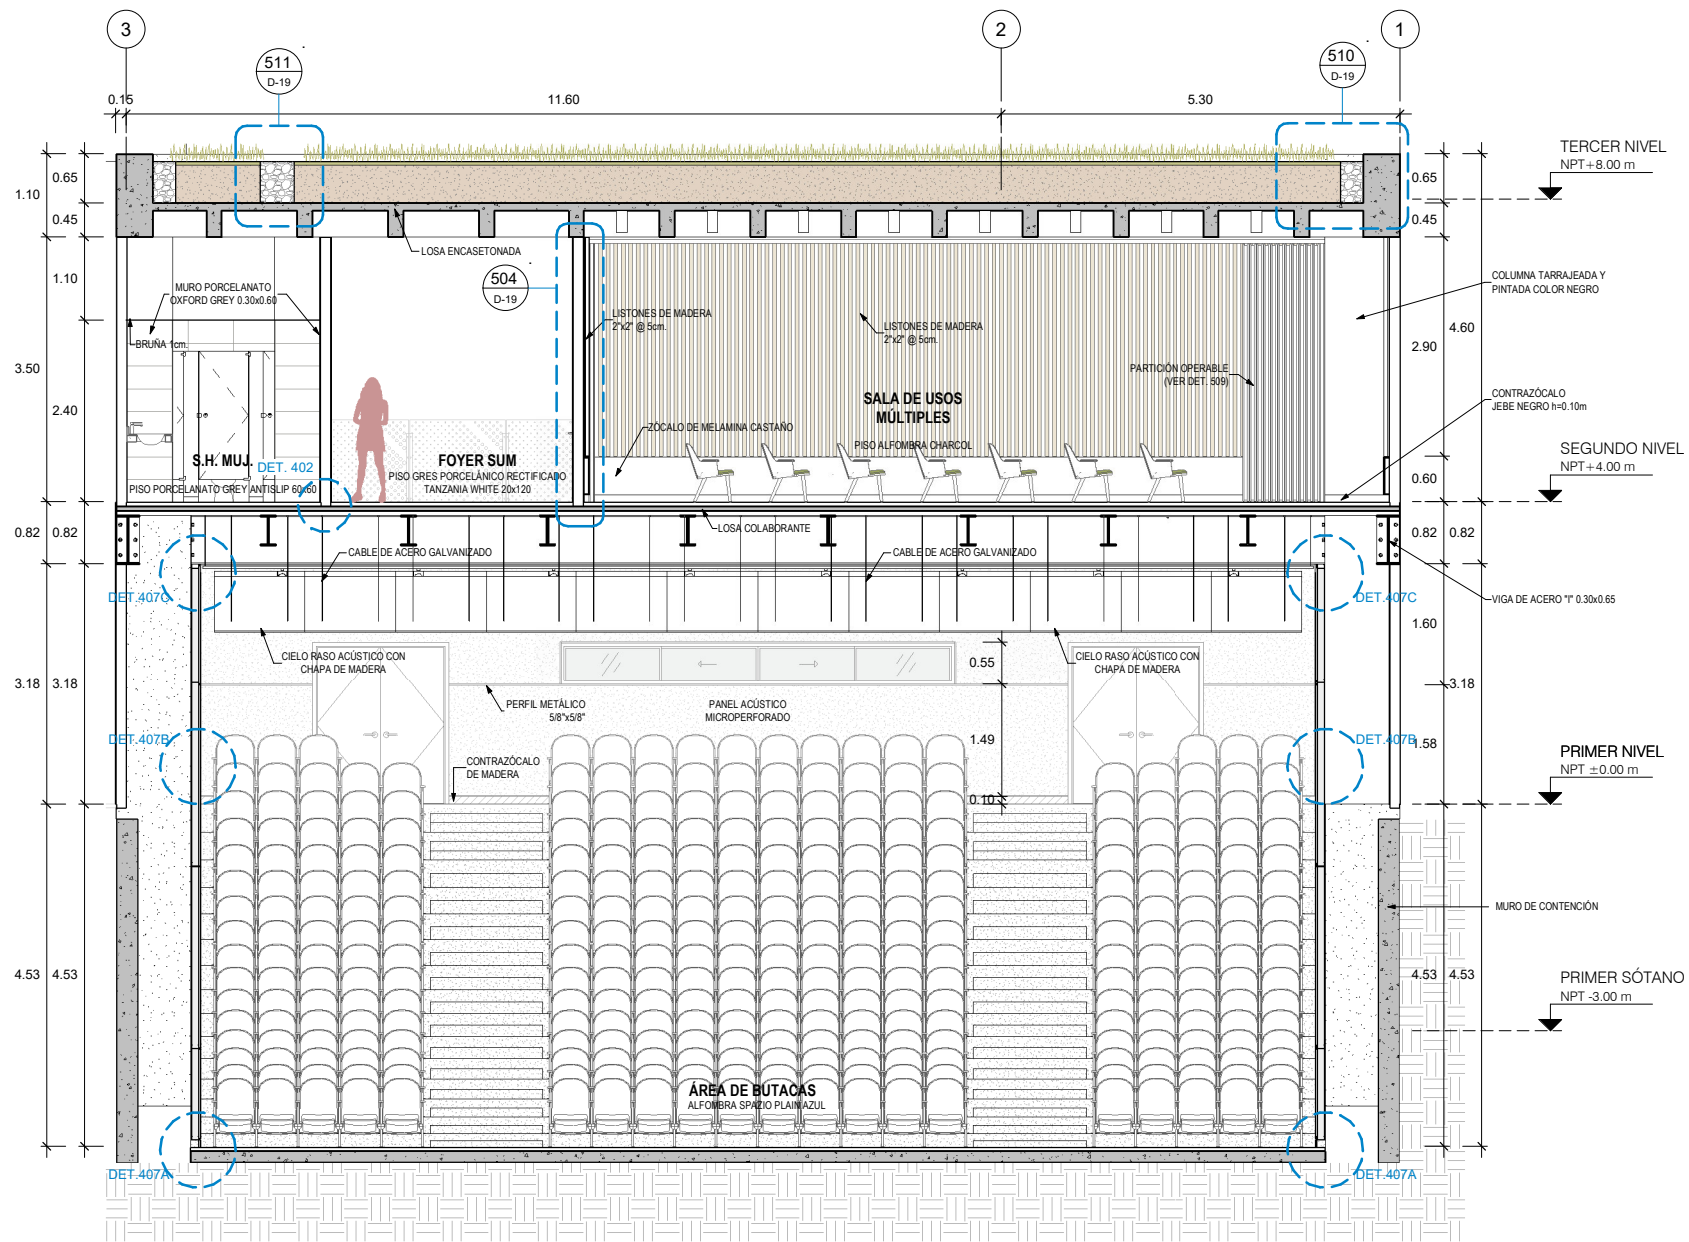 3
2
1
511
D-19
510
D-19
0.15
11.60
5.30
TERCER NIVEL
NPT+8.00 m
1.10
0.65
0.45
0.65
0.45
LOSA ENCASETONADA
504
D-19
1.10
MURO PORCELANATO
OXFORD GREY 0.30x0.60
BRUÑA 1cm.
LISTONES DE MADERA
2"x2" @ 5cm.
LISTONES DE MADERA
2"x2" @ 5cm.
COLUMNA TARRAJEADA Y
PINTADA COLOR NEGRO
4.60
2.90
3.50
2.40
PARTICIÓN OPERABLE
(VER DET. 509)
SALA DE USOS
MÚLTIPLES
PISO ALFOMBRA CHARCOL
CONTRAZÓCALO
JEBE NEGRO h=0.10m
ZÓCALO DE MELAMINA CASTAÑO
S.H. MUJ.
DET. 402
PISO PORCELANATO GREY ANTISLIP 60x60
FOYER SUM
PISO GRES PORCELÁNICO RECTIFICADO
TANZANIA WHITE 20x120
SEGUNDO NIVEL
NPT+4.00 m
0.60
0.82
0.82
LOSA COLABORANTE
0.82
0.82
CABLE DE ACERO GALVANIZADO
CABLE DE ACERO GALVANIZADO
DET.407C
DET.407C
VIGA DE ACERO "I" 0.30x0.65
1.60
CIELO RASO ACÚSTICO CON
CHAPA DE MADERA
CIELO RASO ACÚSTICO CON
CHAPA DE MADERA
0.55
3.18
3.18
3.18
PERFIL METÁLICO
5/8"x5/8"
PANEL ACÚSTICO
MICROPERFORADO
DET.407B
1.49
DET.407B
1.58
CONTRAZÓCALO
DE MADERA
0.10
PRIMER NIVEL
NPT ±0.00 m
MURO DE CONTENCIÓN
4.53
4.53
4.53
4.53
PRIMER SÓTANO
NPT -3.00 m
ÁREA DE BUTACAS
ALFOMBRA SPAZIO PLAIN AZUL
DET.407A
DET.407A